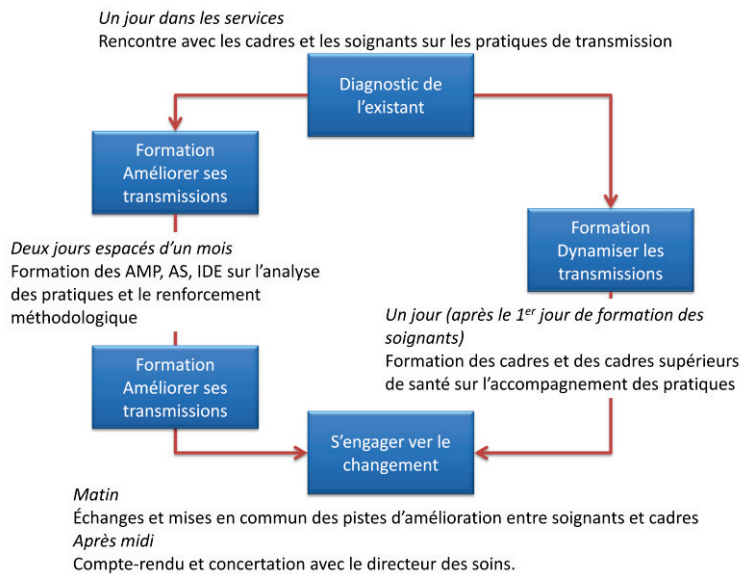 Un jour dans les services
Rencontre avec les cadres et les soignants sur les pratiques de transmission
Diagnostic de
l'existant
Formation
Améliorer ses
transmissions
Formation
Dynamiser les
transmissions
Deux jours espacés d'un mois
Formation des AMP, AS, IDE sur l'analyse
des pratiques et le renforcement
méthodologique
Un jour (après le 1er jour de formation des
soignants)
Formation des cadres et des cadres supérieurs
de santé sur l'accompagnement des pratiques
Formation
Améliorer ses
transmissions
S'engager ver le
changement
Matin
Échanges et mises en commun des pistes d'amélioration entre soignants et cadres
Après midi
Compte-rendu et concertation avec le directeur des soins.